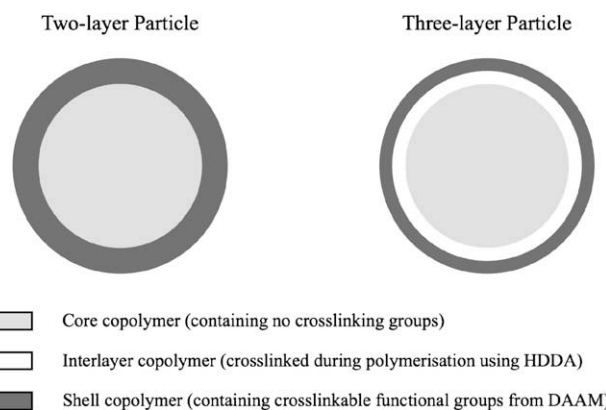 Two-layer Particle
Three-layer Particle
Core copolymer (containing no crosslinking groups)
Interlayer copolymer (crosslinked during polymerisation using HDDA)
Shell copolymer (containing crosslinkable functional groups from DAAM)